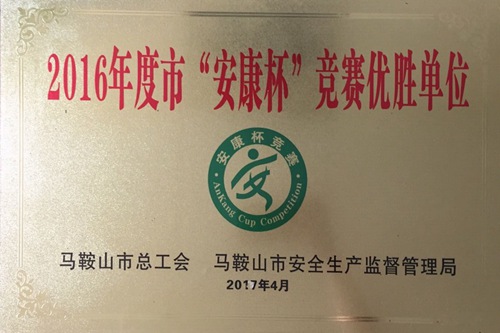 2016年度市“安康杯”竞赛优胜单位
安康杯竞赛
AnKang Cup Competition
马鞍山市总工会 马鞍山市安全生产监督管理局
2017年4月